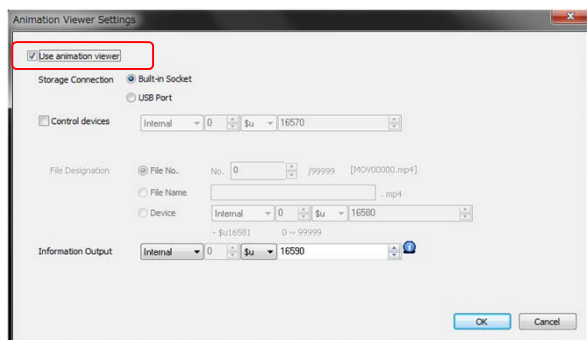 Animation Viewer Settings
Use animation viewer
Storage Connection Built-in Socket
USB Port
Control devices Internal 0 $u 16570
File Designation File No. No. 0 /99999 [MOV00000.mp4]
File Name . mp4
Device Internal 0 $u 16580
- $u16581 0 ~ 99999
Information Output Internal 0 $u 16590
OK Cancel